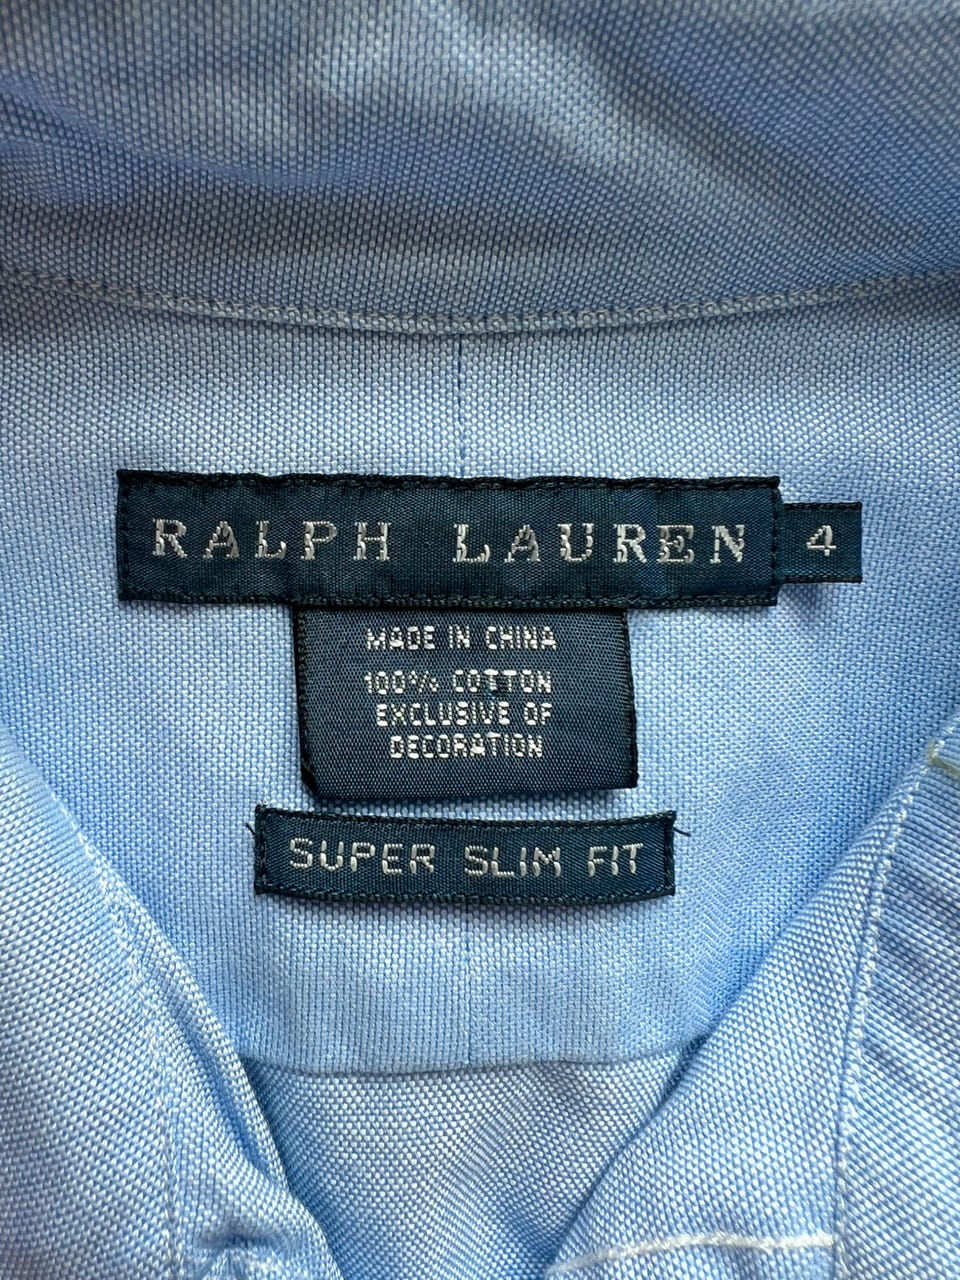 RALPH LAUREN 4
MADE IN CHINA
100% COTTON
EXCLUSIVE OF
DECORATION
SUPER SLIM FIT